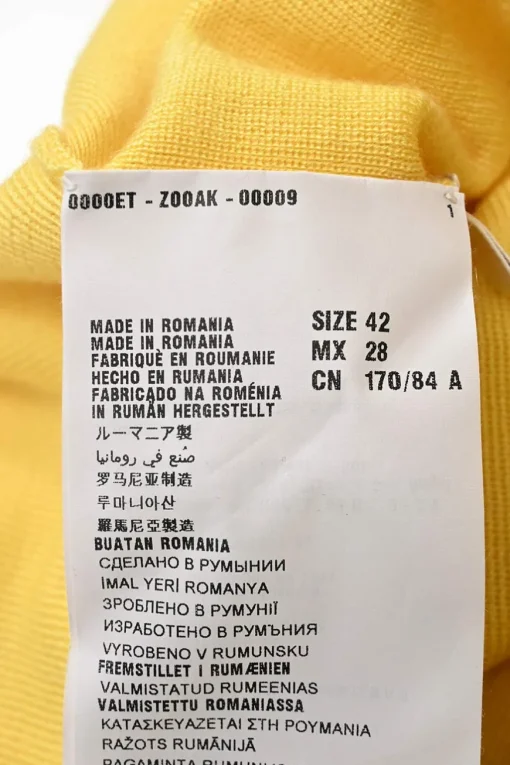 0000ET - Z00AK - 00009
1
MADE IN ROMANIA
MADE IN ROMANIA
FABRIQUÈ EN ROUMANIE
HECHO EN RUMANIA
FABRICADO NA ROMÉNIA
IN RUMÄN HERGESTELLT
ルーマニア製
صُنع في رومانيا
罗马尼亚制造
루마니아산
羅馬尼亞製造
BUATAN ROMANIA
СДЕЛАНО В РУМЫНИИ
IMAL YERİ ROMANYA
ЗРОБЛЕНО В РУМУНІЇ
ИЗРАБОТЕНО В РУМЪНИЯ
VYROBENO V RUMUNSKU
FREMSTILLET I RUMÆNIEN
VALMISTATUD RUMEENIAS
VALMISTETTU ROMANIASSA
ΚΑΤΑΣΚΕΥΑΖΕΤΑΙ ΣΤΗ ΡΟΥΜΑΝΙΑ
RAŽOTS RUMĀNIJĀ
PAGAMINTA
SIZE 42
MX 28
CN 170/84 A